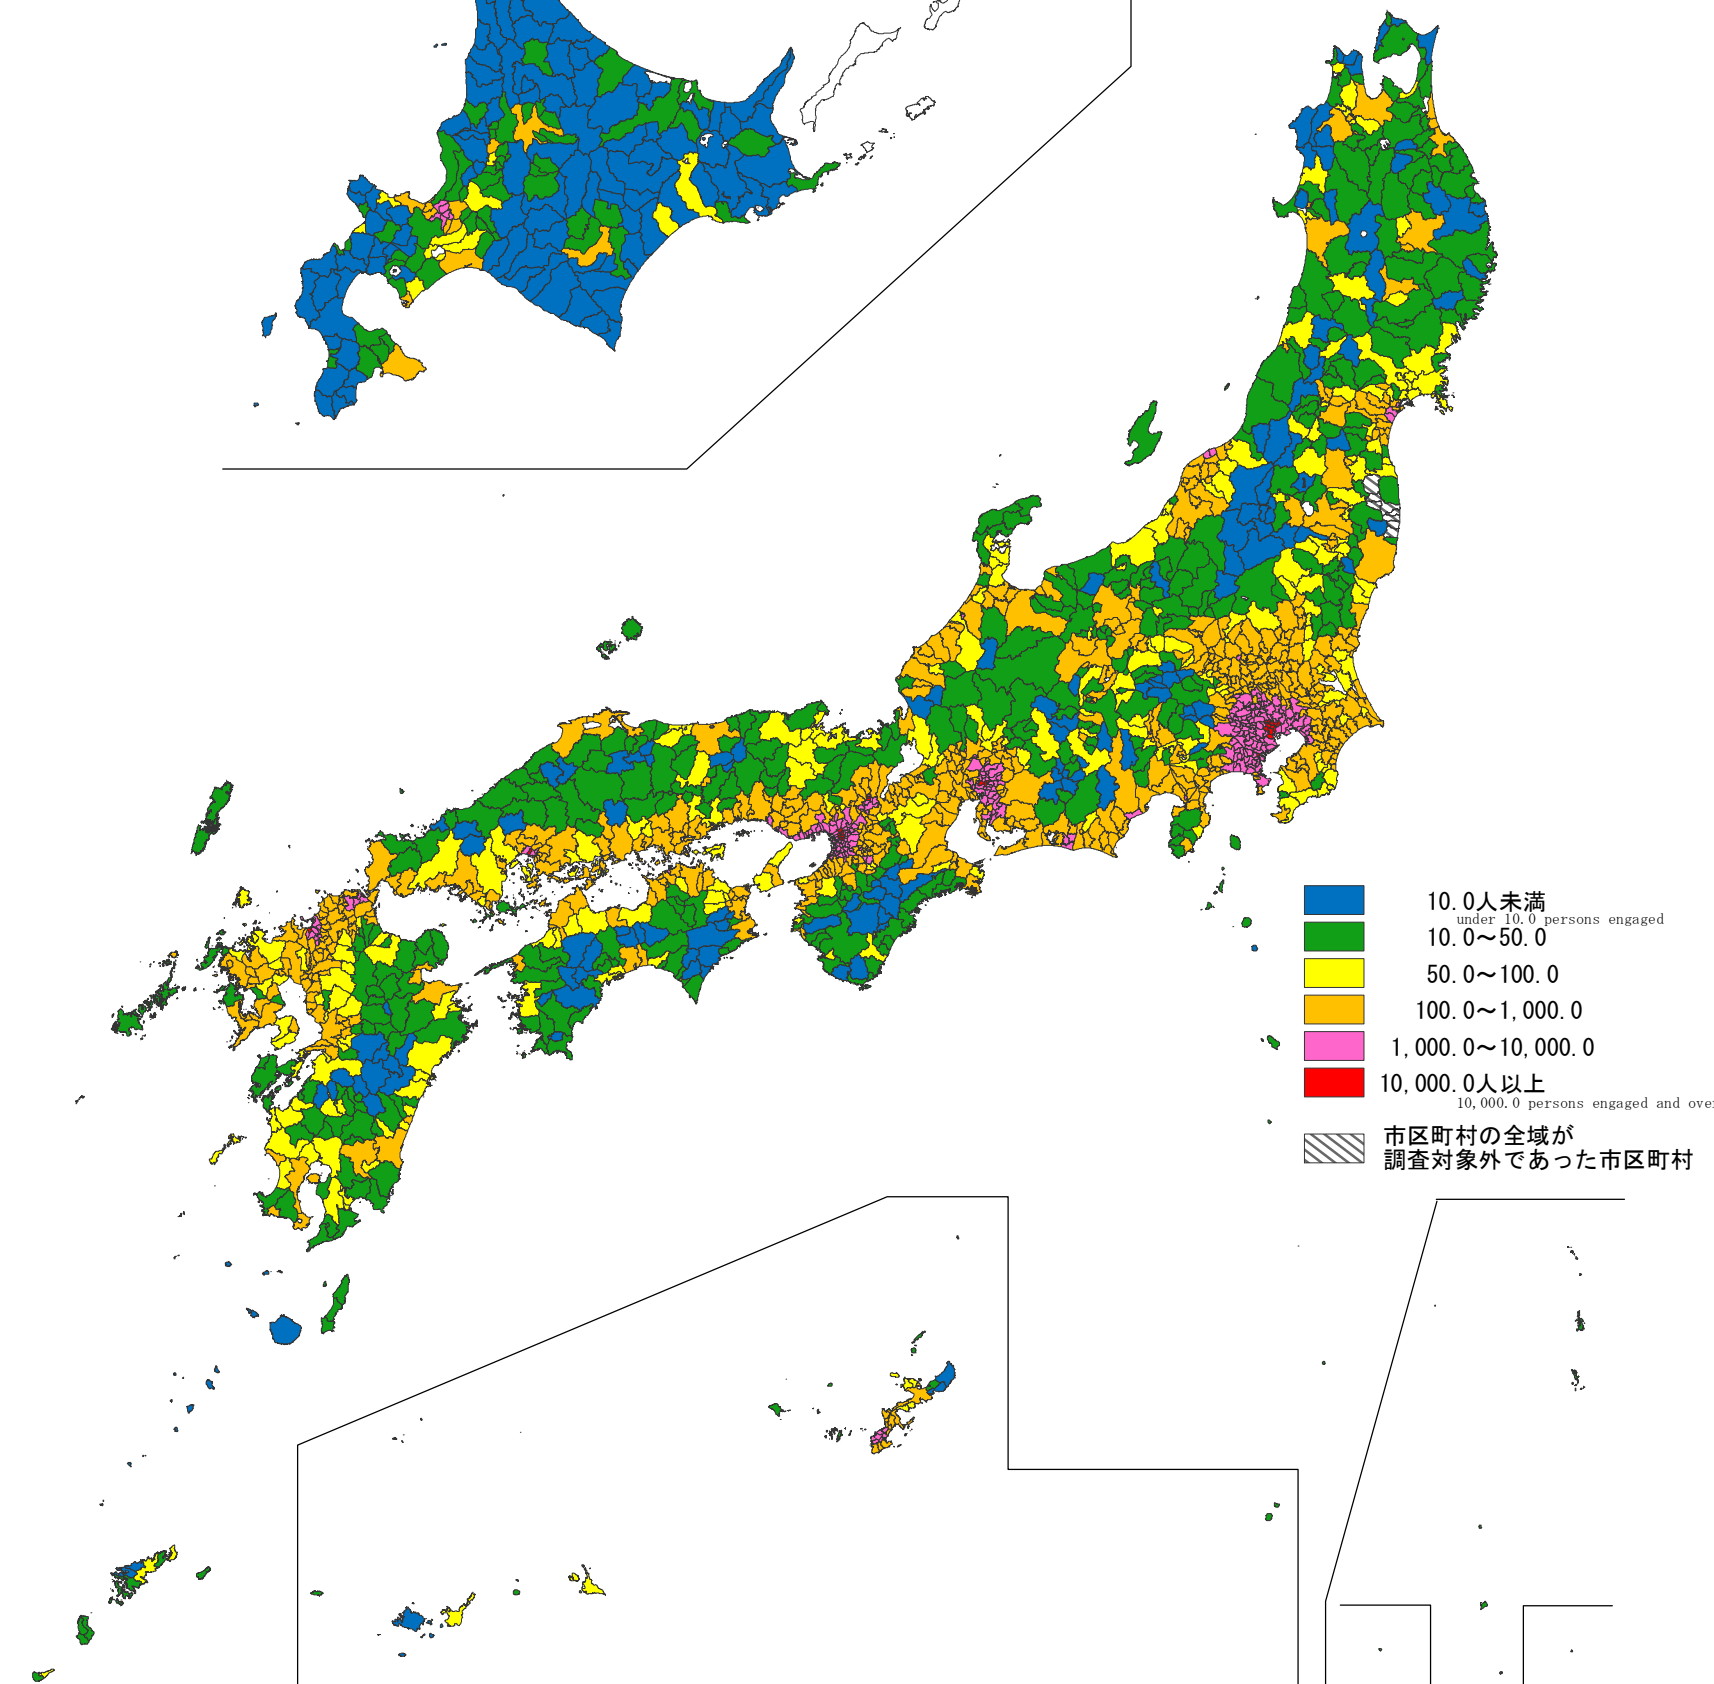 10.0人未満
under 10.0 persons engaged
10.0～50.0
50.0～100.0
100.0～1,000.0
1,000.0～10,000.0
10,000.0人以上
10,000.0 persons engaged and
市区町村の全域が
調査対象外であった市区町村